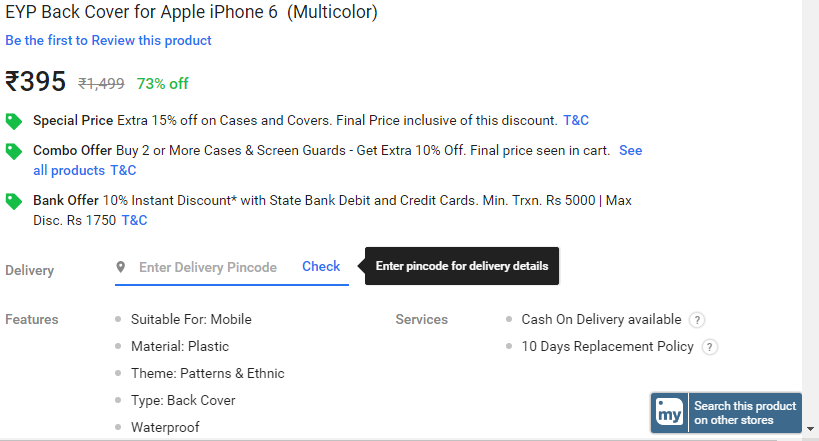 EYP Back Cover for Apple iPhone 6 (Multicolor)
Be the first to Review this product
₹395 ₹1,499 73% off
Special Price Extra 15% off on Cases and Covers. Final Price inclusive of this discount. T&C
Combo Offer Buy 2 or More Cases & Screen Guards - Get Extra 10% Off. Final price seen in cart. See
all products T&C
Bank Offer 10% Instant Discount* with State Bank Debit and Credit Cards. Min. Trxn. Rs 5000 | Max
Disc. Rs 1750 T&C
Delivery Enter Delivery Pincode Check Enter pincode for delivery details
Features Suitable For: Mobile Services Cash On Delivery available ?
Material: Plastic 10 Days Replacement Policy ?
Theme: Patterns & Ethnic
Type: Back Cover
Waterproof
my Search this product
on other stores